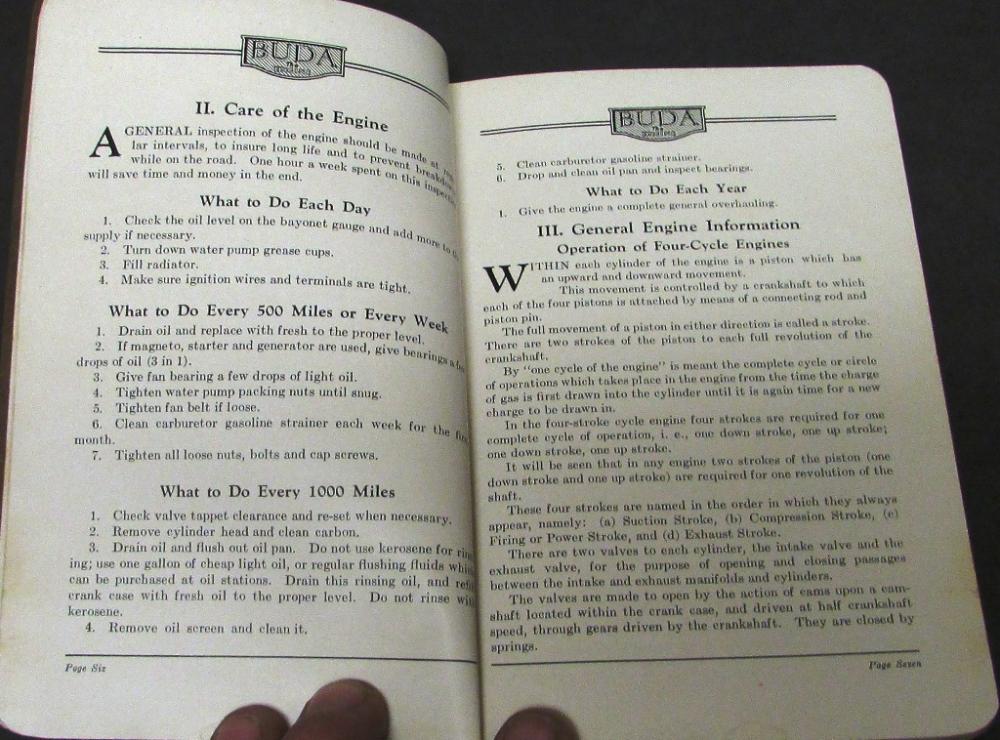 BUDA
II. Care of the Engine
A GENERAL inspection of the engine should be made at
lar intervals, to insure long life and to prevent
while on the road. One hour a week spent on this
will save time and money in the end.
What to Do Each Day
1. Check the oil level on the bayonet gauge and add more to
supply if necessary.
2. Turn down water pump grease cups.
3. Fill radiator.
4. Make sure ignition wires and terminals are tight.
What to Do Every 500 Miles or Every Week
1. Drain oil and replace with fresh to the proper level.
2. If magneto, starter and generator are used, give bearings a
drops of oil (3 in 1).
3. Give fan bearing a few drops of light oil.
4. Tighten water pump packing nuts until snug.
5. Tighten fan belt if loose.
6. Clean carburetor gasoline strainer each week for the
month.
7. Tighten all loose nuts, bolts and cap screws.
What to Do Every 1000 Miles
1. Check valve tappet clearance and re-set when necessary.
2. Remove cylinder head and clean carbon.
3. Drain oil and flush out oil pan. Do not use kerosene for
ing; use one gallon of cheap light oil, or regular flushing fluids
can be purchased at oil stations. Drain this rinsing oil, and
crank case with fresh oil to the proper level. Do not rinse
kerosene.
4. Remove oil screen and clean it.
Page Six
BUDA
5. Clean carburetor gasoline strainer.
6. Drop and clean oil pan and inspect bearings.
What to Do Each Year
1. Give the engine a complete general overhauling.
III. General Engine Information
Operation of Four-Cycle Engines
WITHIN each cylinder of the engine is a piston which has
an upward and downward movement.
This movement is controlled by a crankshaft to which
each of the four pistons is attached by means of a connecting rod and
piston pin.
The full movement of a piston in either direction is called a stroke.
There are two strokes of the piston to each full revolution of the
crankshaft.
By "one cycle of the engine" is meant the complete cycle or circle
of operations which takes place in the engine from the time the charge
of gas is first drawn into the cylinder until it is again time for a new
charge to be drawn in.
In the four-stroke cycle engine four strokes are required for one
complete cycle of operation, i. e., one down stroke, one up stroke;
one down stroke, one up stroke.
It will be seen that in any engine two strokes of the piston (one
down stroke and one up stroke) are required for one revolution of the
shaft.
These four strokes are named in the order in which they always
appear, namely: (a) Suction Stroke, (b) Compression Stroke, (c)
Firing or Power Stroke, and (d) Exhaust Stroke.
There are two valves to each cylinder, the intake valve and the
exhaust valve, for the purpose of opening and closing passages
between the intake and exhaust manifolds and cylinders.
The valves are made to open by the action of cams upon a cam-
shaft located within the crank case, and driven at half crankshaft
speed, through gears driven by the crankshaft. They are closed by
springs.
Page Seven